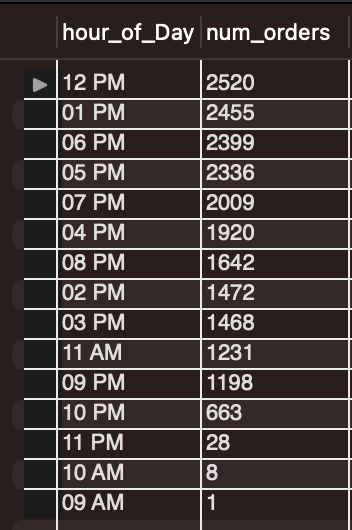 hour_of_Day num_orders
12 PM 2520
01 PM 2455
06 PM 2399
05 PM 2336
07 PM 2009
04 PM 1920
08 PM 1642
02 PM 1472
03 PM 1468
11 AM 1231
09 PM 1198
10 PM 663
11 PM 28
10 AM 8
09 AM 1